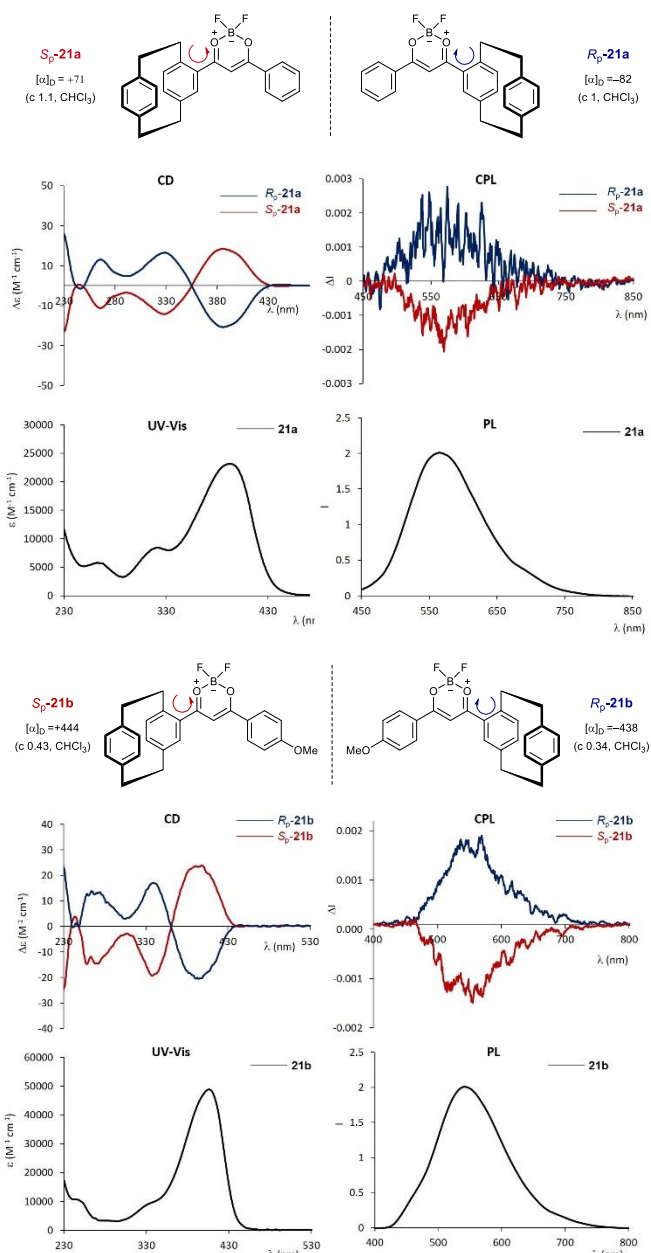 F F
B
+
−
O O
Sp-21a
[α]D = +71
(c 1.1, CHCl3)
F F
B
+
−
O O
Rp-21a
[α]D =–82
(c 1, CHCl3)
CD
Rp-21a
Sp-21a
50
30
10
-10
-30
-50
230 280 330 380 430
Δε (M-1 cm-1)
λ (nm)
CPL
Rp-21a
Sp-21a
0.003
0.002
0.001
0
-0.001
-0.002
-0.003
450 550 650 750 850
ΔI
λ (nm)
UV-Vis
21a
30000
25000
20000
15000
10000
5000
0
230 330 430
ε (M-1 cm-1)
λ (nm
PL
21a
2.5
2
1.5
1
0.5
0
450 550 650 750 850
I
λ (nm)
F F
B
+
−
O O
OMe
Sp-21b
[α]D =+444
(c 0.43, CHCl3)
F F
B
+
−
O O
MeO
Rp-21b
[α]D =–438
(c 0.34, CHCl3)
CD
Rp-21b
Sp-21b
40
30
20
10
0
-10
-20
-30
-40
230 330 430 530
Δε (M-1 cm-1)
λ (nm)
CPL
Rp-21b
Sp-21b
0.002
0.001
0.000
-0.001
-0.002
400 500 600 700 800
ΔI
λ (nm)
UV-Vis
21b
60000
50000
40000
30000
20000
10000
0
230 330 430 530
ε (M-1 cm-1)
PL
21b
2.5
2
1.5
1
0.5
0
400 500 600 700 800
I